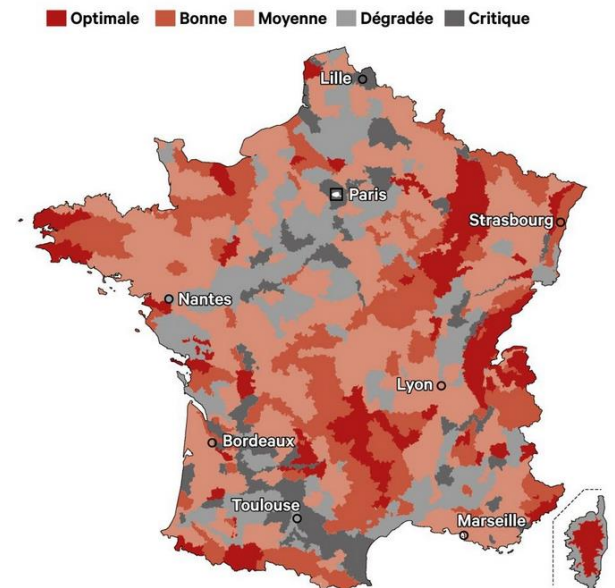 Optimale Bonne Moyenne Dégradée Critique
Lille
Paris
Strasbourg
Nantes
Lyon
Bordeaux
Toulouse
Marseille